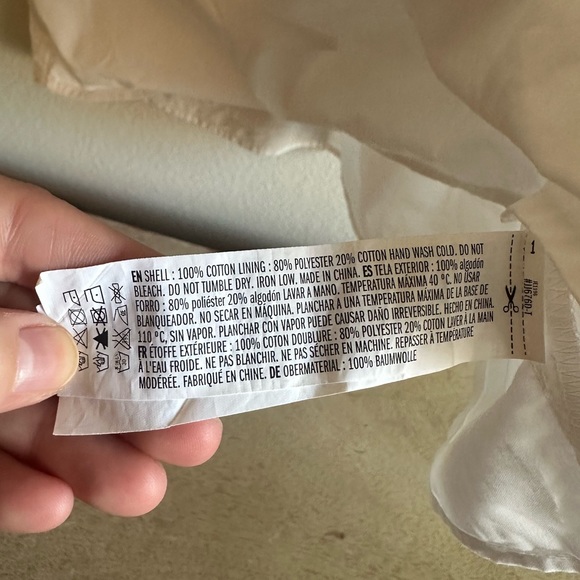 EN SHELL : 100% COTTON LINING : 80% POLYESTER 20% COTTON HAND WASH COLD. DO NOT
BLEACH. DO NOT TUMBLE DRY. IRON LOW. MADE IN CHINA. ES TELA EXTERIOR : 100% algodón
FORRO : 80% poliéster 20% algodón LAVAR A MANO. TEMPERATURA MÁXIMA 40 °C. NO USAR
BLANQUEADOR. NO SECAR EN MÁQUINA. PLANCHAR A UNA TEMPERATURA MÁXIMA DE LA BASE DE
110 °C, SIN VAPOR. PLANCHAR CON VAPOR PUEDE CAUSAR DAÑO IRREVERSIBLE. HECHO EN CHINA.
FR ÉTOFFE EXTÉRIEURE : 100% COTON DOUBLURE : 80% POLYESTER 20% COTON LAVER À LA MAIN
À L'EAU FROIDE. NE PAS BLANCHIR. NE PAS SÉCHER EN MACHINE. REPASSER À TEMPÉRATURE
MODÉRÉE. FABRIQUÉ EN CHINE. DE OBERMATERIAL : 100% BAUMWOLLE
1